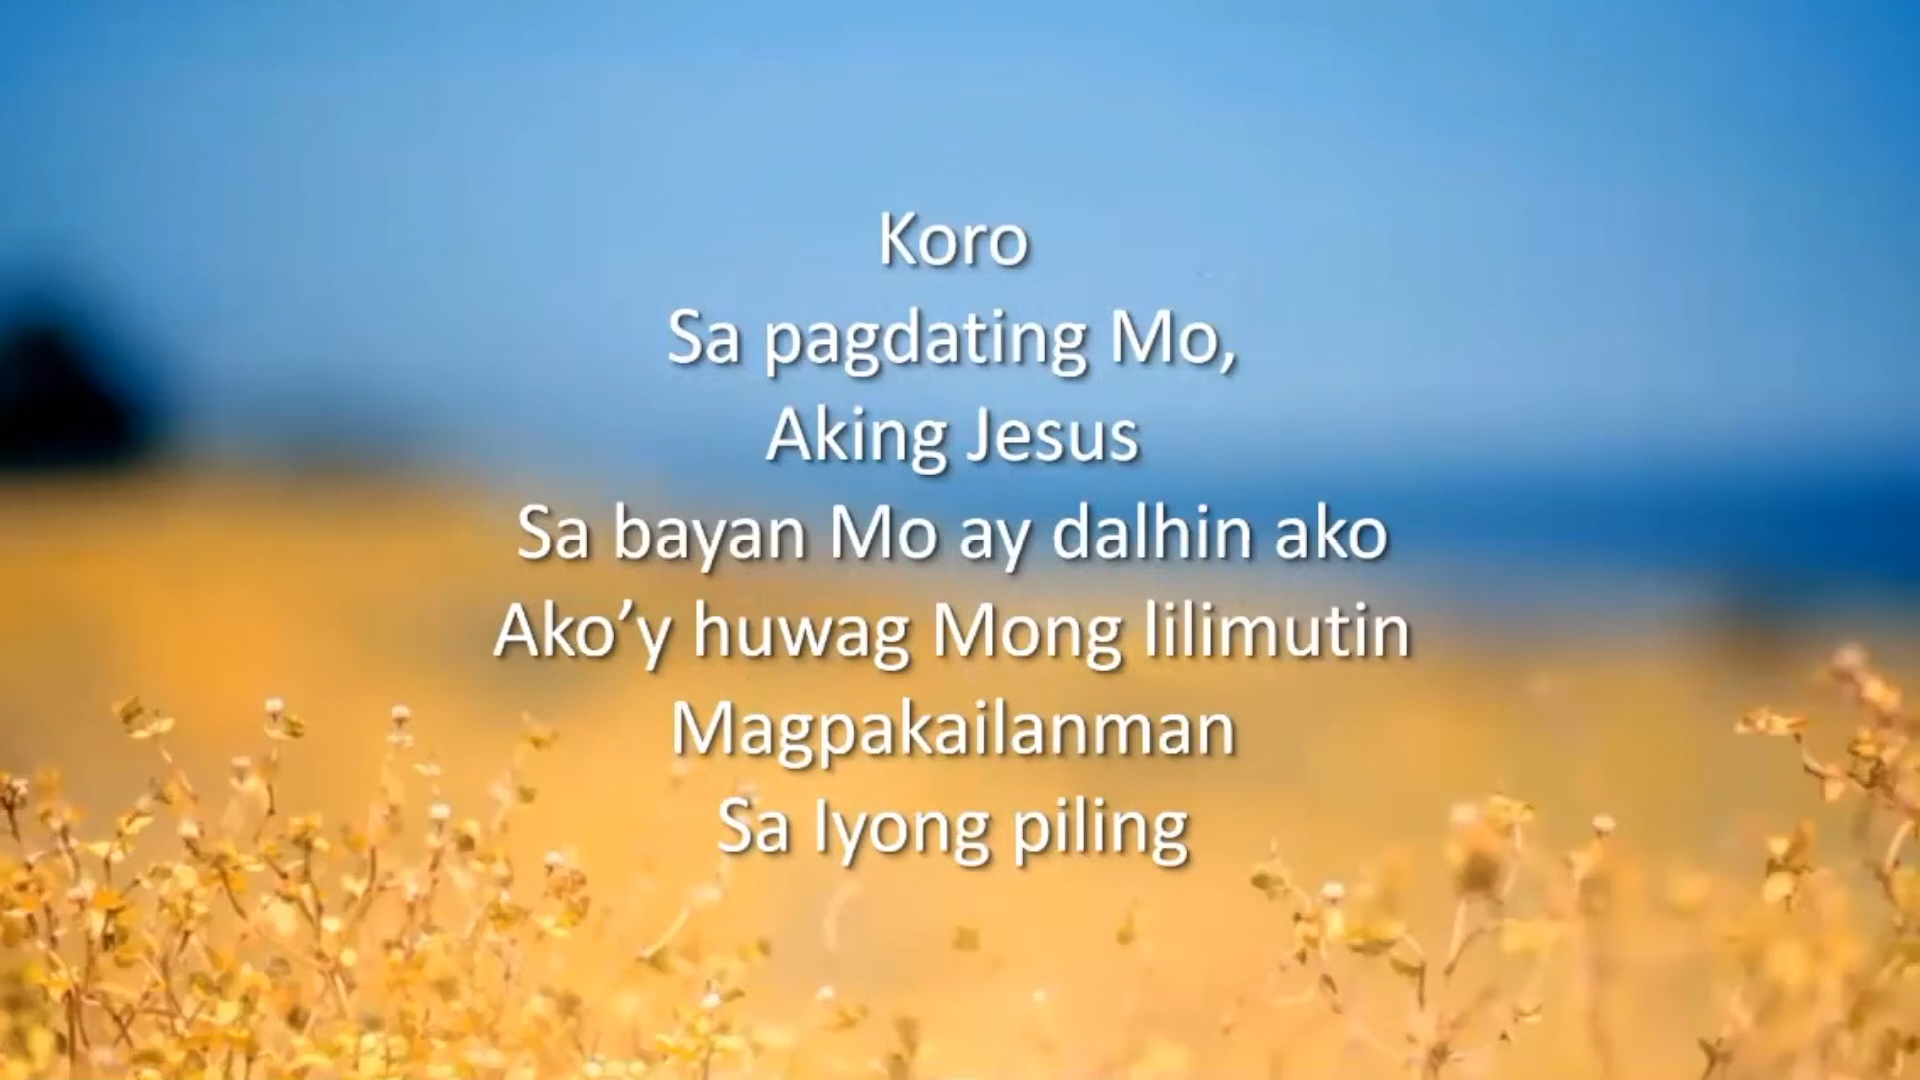 Koro
Sa pagdating Mo,
Aking Jesus
Sa bayan Mo ay dalhin ako
Ako’y huwag Mong lilimutin
Magpakailanman
Sa Iyong piling